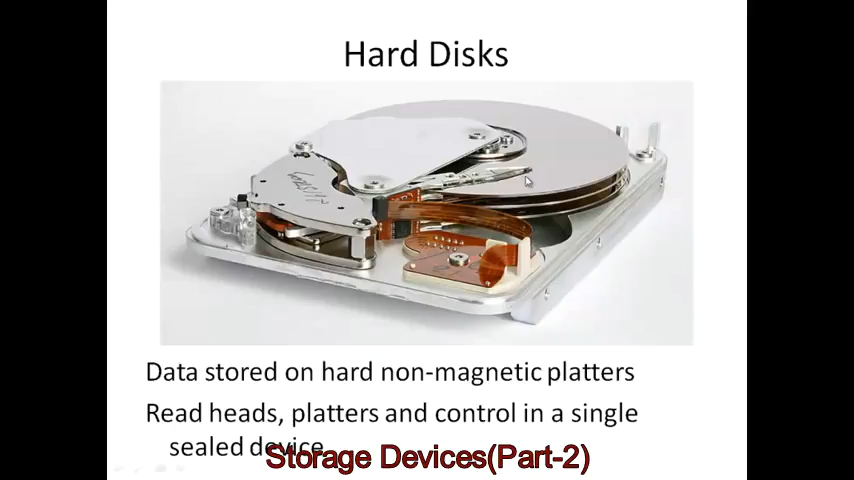 Hard Disks
Data stored on hard non-magnetic platters
Read heads, platters and control in a single
sealed device
Storage Devices(Part-2)